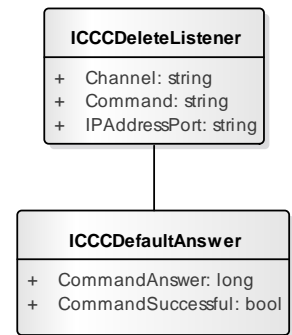 ICCCDeleteListener
+ Channel: string
+ Command: string
+ IPAddressPort: string
ICCCDefaultAnswer
+ CommandAnswer: long
+ CommandSuccessful: bool